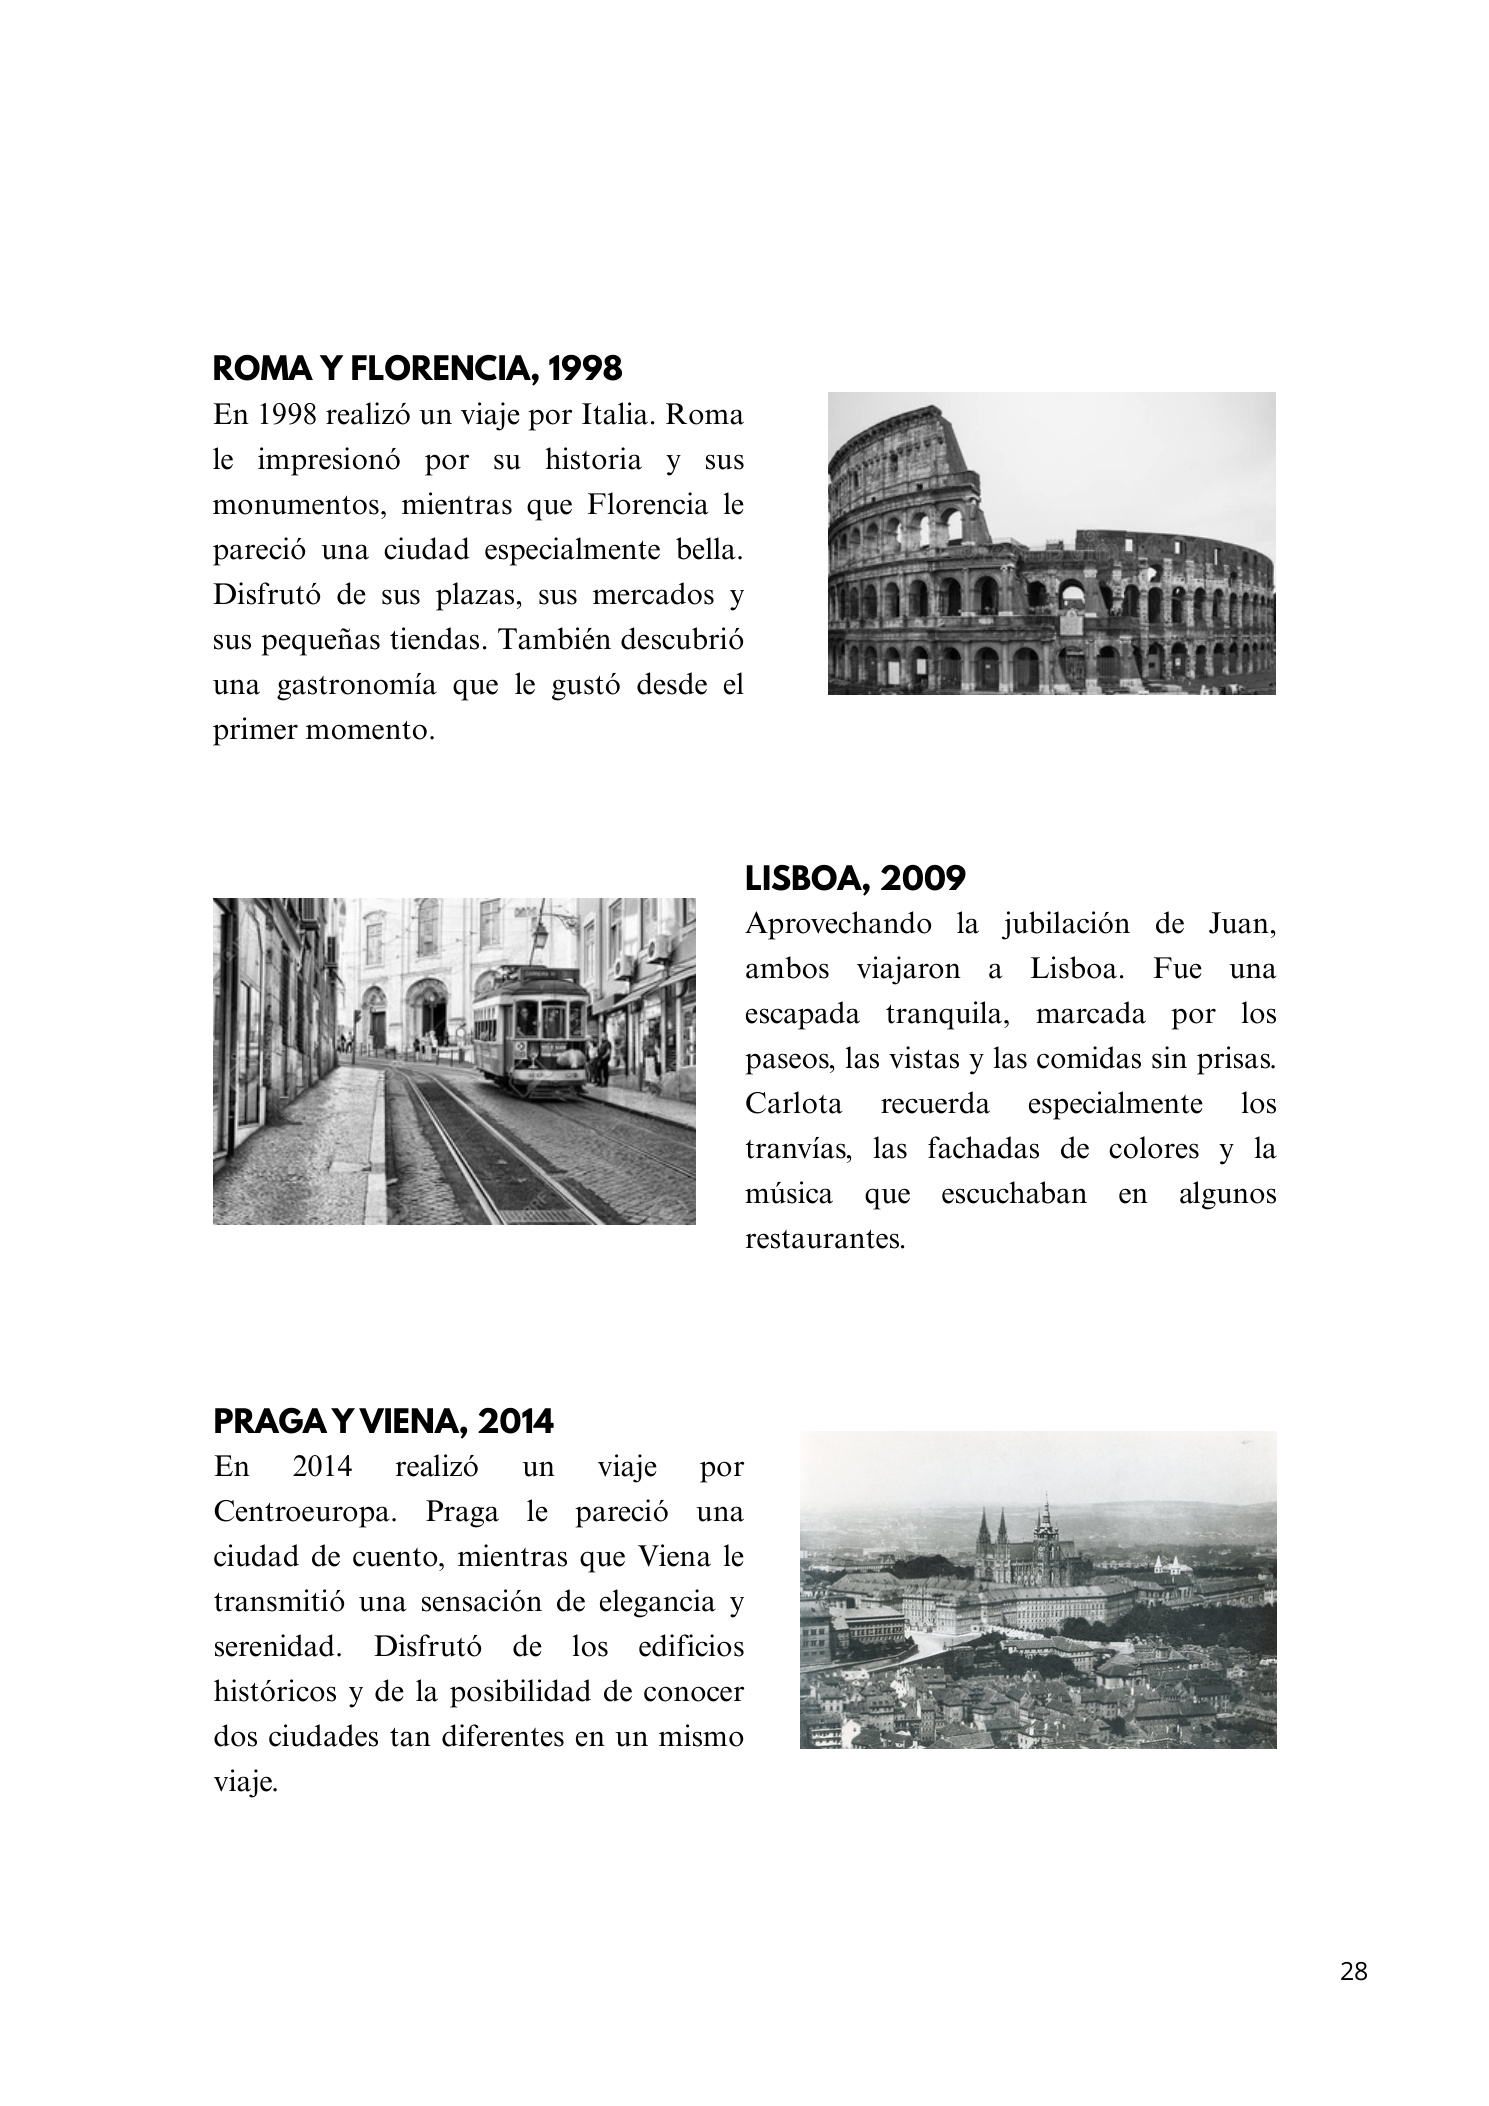 ROMA Y FLORENCIA, 1998
En 1998 realizó un viaje por Italia. Roma
le impresionó por su historia y sus
monumentos, mientras que Florencia le
pareció una ciudad especialmente bella.
Disfrutó de sus plazas, sus mercados y
sus pequeñas tiendas. También descubrió
una gastronomía que le gustó desde el
primer momento.
LISBOA, 2009
Aprovechando la jubilación de Juan,
ambos viajaron a Lisboa. Fue una
escapada tranquila, marcada por los
paseos, las vistas y las comidas sin prisas.
Carlota recuerda especialmente los
tranvías, las fachadas de colores y la
música que escuchaban en algunos
restaurantes.
PRAGA Y VIENA, 2014
En 2014 realizó un viaje por
Centroeuropa. Praga le pareció una
ciudad de cuento, mientras que Viena le
transmitió una sensación de elegancia y
serenidad. Disfrutó de los edificios
históricos y de la posibilidad de conocer
dos ciudades tan diferentes en un mismo
viaje.
28